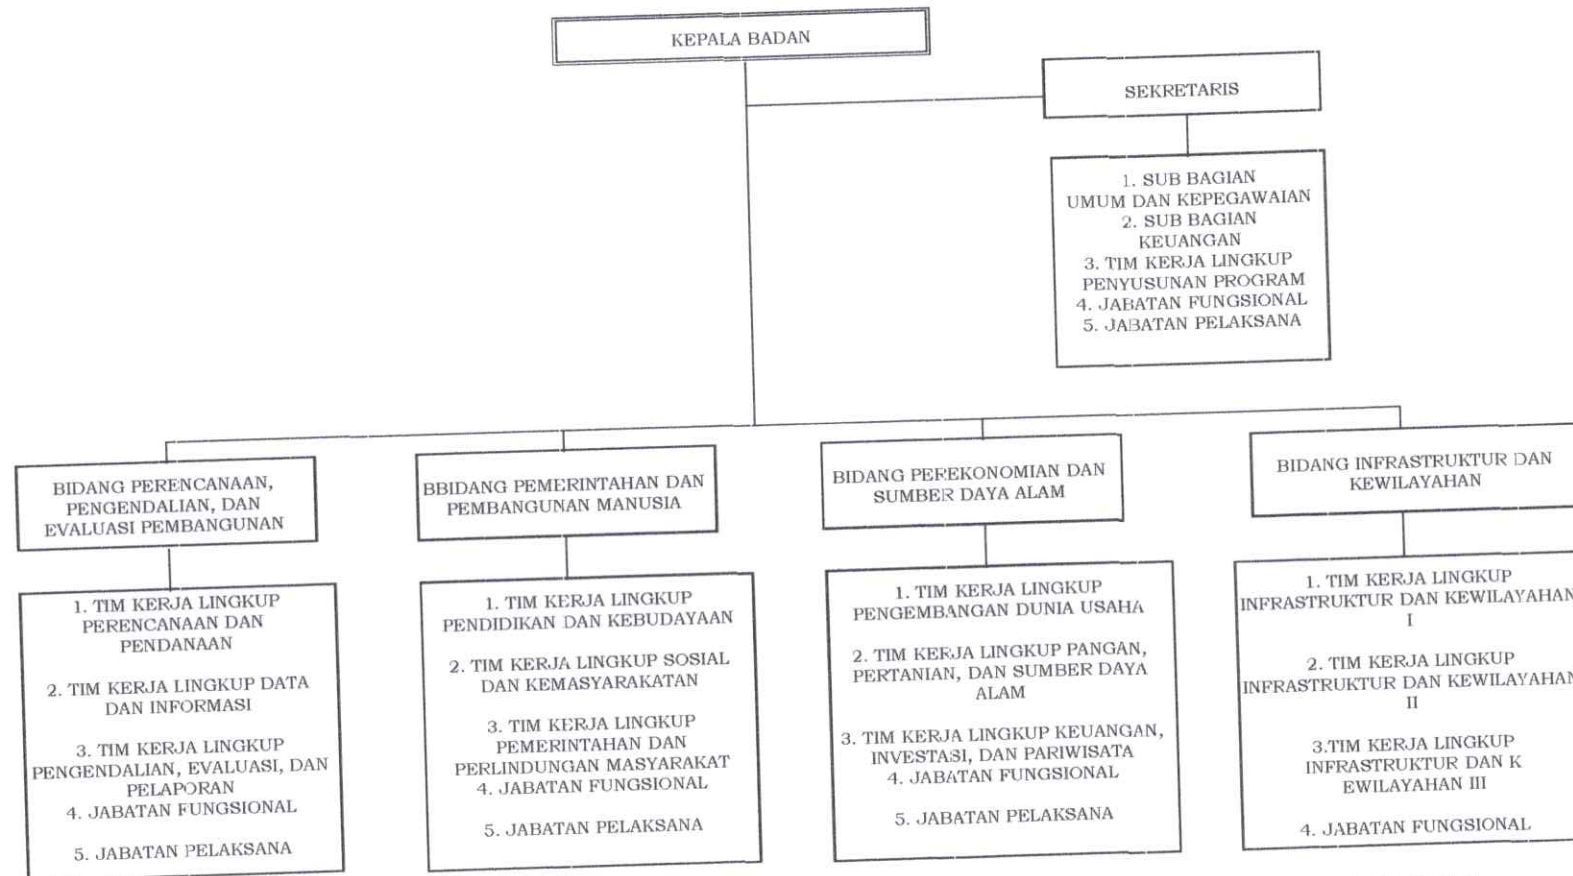 KEPALA BADAN
SEKRETARIS
1. SUB BAGIAN
UMUM DAN KEPEGAWAIAN
2. SUB BAGIAN
KEUANGAN
3. TIM KERJA LINGKUP
PENYUSUNAN PROGRAM
4. JABATAN FUNGSIONAL
5. JABATAN PELAKSANA
BIDANG PERENCANAAN,
PENGENDALIAN, DAN
EVALUASI PEMBANGUNAN
1. TIM KERJA LINGKUP
PERENCANAAN DAN
PENDANAAN
2. TIM KERJA LINGKUP DATA
DAN INFORMASI
3. TIM KERJA LINGKUP
PENGENDALIAN, EVALUASI, DAN
PELAPORAN
4. JABATAN FUNGSIONAL
5. JABATAN PELAKSANA
BBIDANG PEMERINTAHAN DAN
PEMBANGUNAN MANUSIA
1. TIM KERJA LINGKUP
PENDIDIKAN DAN KEBUDAYAAN
2. TIM KERJA LINGKUP SOSIAL
DAN KEMASYARAKATAN
3. TIM KERJA LINGKUP
PEMERINTAHAN DAN
PERLINDUNGAN MASYARAKAT
4. JABATAN FUNGSIONAL
5. JABATAN PELAKSANA
BIDANG PEREKONOMIAN DAN
SUMBER DAYA ALAM
1. TIM KERJA LINGKUP
PENGEMBANGAN DUNIA USAHA
2. TIM KERJA LINGKUP PANGAN,
PERTANIAN, DAN SUMBER DAYA
ALAM
3. TIM KERJA LINGKUP KEUANGAN,
INVESTASI, DAN PARIWISATA
4. JABATAN FUNGSIONAL
5. JABATAN PELAKSANA
BIDANG INFRASTRUKTUR DAN
KEWILAYAHAN
1. TIM KERJA LINGKUP
INFRASTRUKTUR DAN KEWILAYAHAN
I
2. TIM KERJA LINGKUP
INFRASTRUKTUR DAN KEWILAYAHAN
II
3.TIM KERJA LINGKUP
INFRASTRUKTUR DAN K
EWILAYAHAN III
4. JABATAN FUNGSIONAL